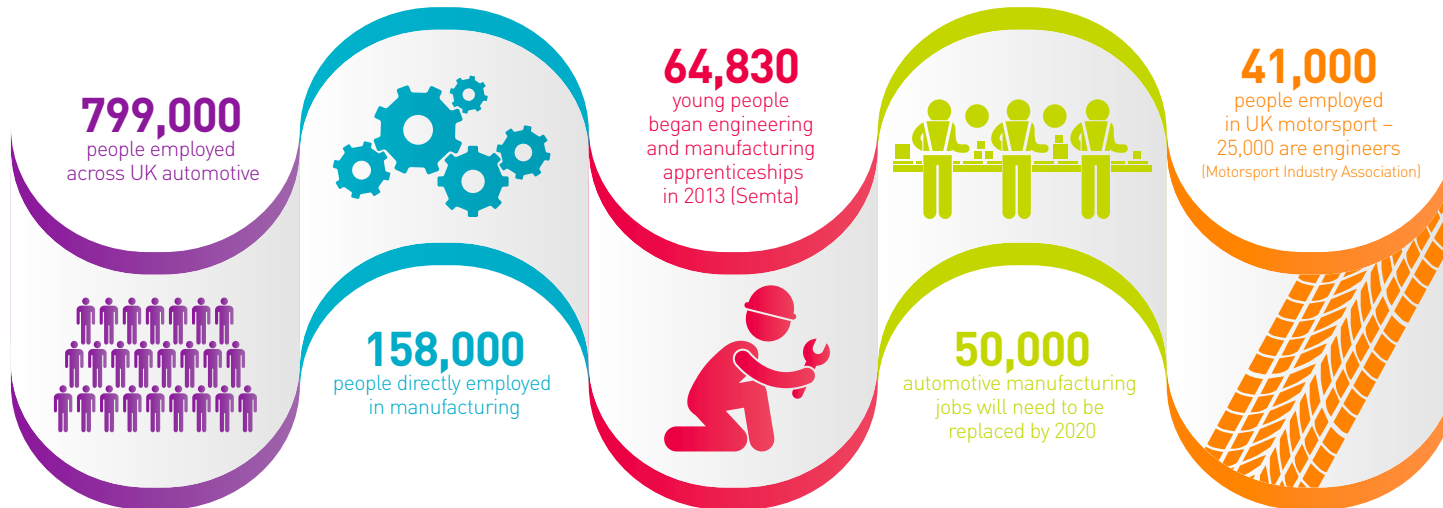 799,000
people employed
across UK automotive
158,000
people directly employed
in manufacturing
64,830
young people
began engineering
and manufacturing
apprenticeships
in 2013 (Semta)
50,000
automotive manufacturing
jobs will need to be
replaced by 2020
41,000
people employed
in UK motorsport –
25,000 are engineers
(Motorsport Industry Association)